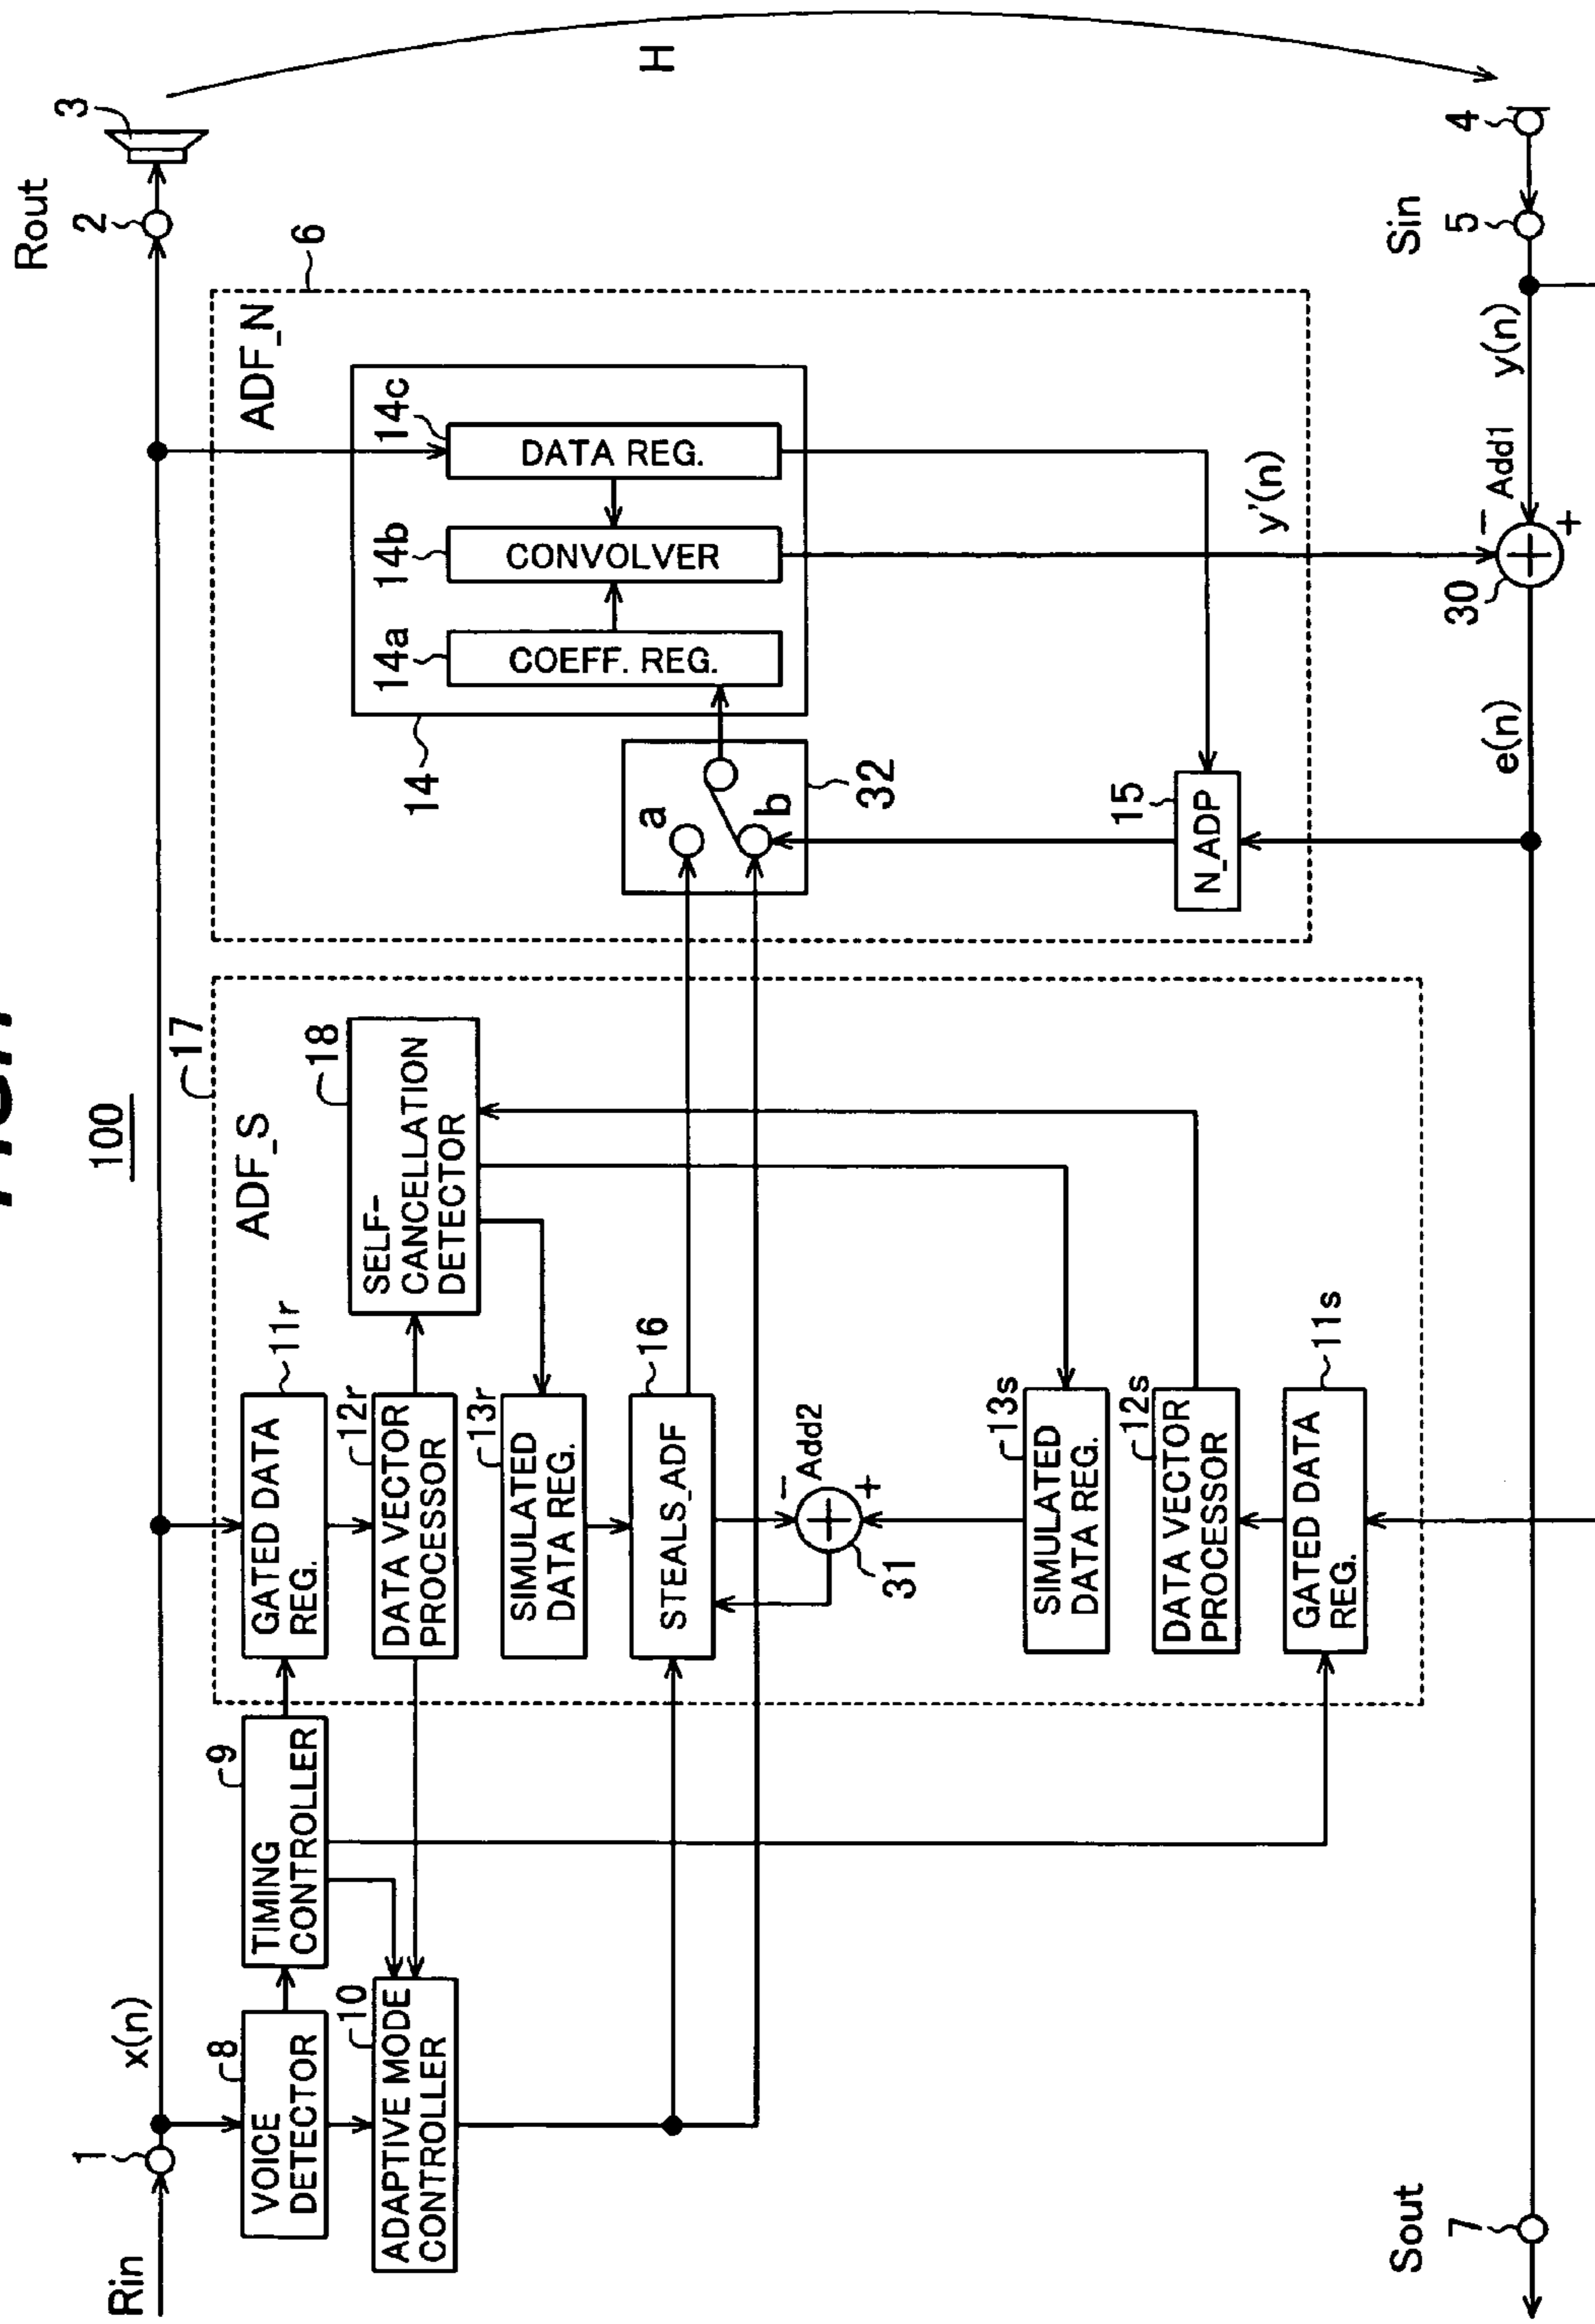 100
Rin
1
x(n)
Rout
2
3
H
8
VOICE
DETECTOR
9
TIMING
CONTROLLER
10
ADAPTIVE MODE
CONTROLLER
17
ADF_S
11r
GATED DATA
REG.
12r
DATA VECTOR
PROCESSOR
18
SELF-
CANCELLATION
DETECTOR
13r
SIMULATED
DATA REG.
16
STEALS_ADF
-
Add2
+
31
13s
SIMULATED
DATA REG.
12s
DATA VECTOR
PROCESSOR
11s
GATED DATA
REG.
6
ADF_N
14
14a
COEFF. REG.
14b
CONVOLVER
14c
DATA REG.
a
b
32
15
N_ADP
y'(n)
Sout
7
e(n)
30
-
Add1
+
y(n)
Sin
5
4